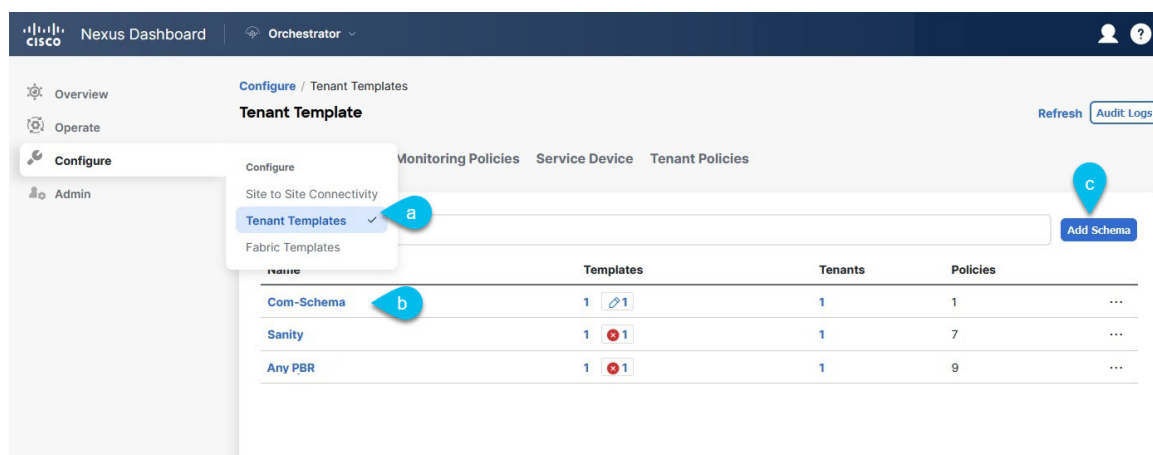 CISCO Nexus Dashboard Orchestrator ?
Overview
Operate
Configure
Admin
Configure / Tenant Templates
Tenant Template
Refresh Audit Logs
Monitoring Policies Service Device Tenant Policies
Configure
Site to Site Connectivity
Tenant Templates a
Fabric Templates
c
Add Schema
Name Templates Tenants Policies
Com-Schema b 1 1 1 1 ...
Sanity 1 1 1 7 ...
Any PBR 1 1 1 9 ...